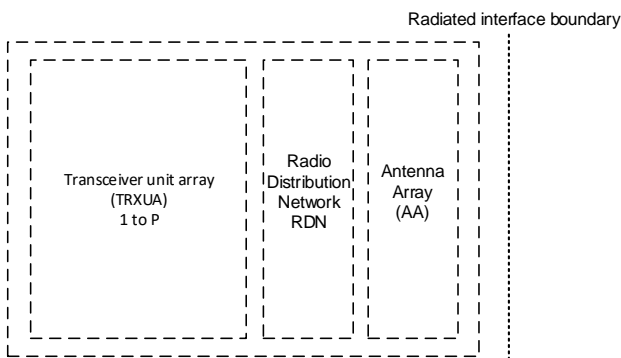 Radiated interface boundary
Transceiver unit array
(TRXUA)
1 to P
Radio
Distribution
Network
RDN
Antenna
Array
(AA)